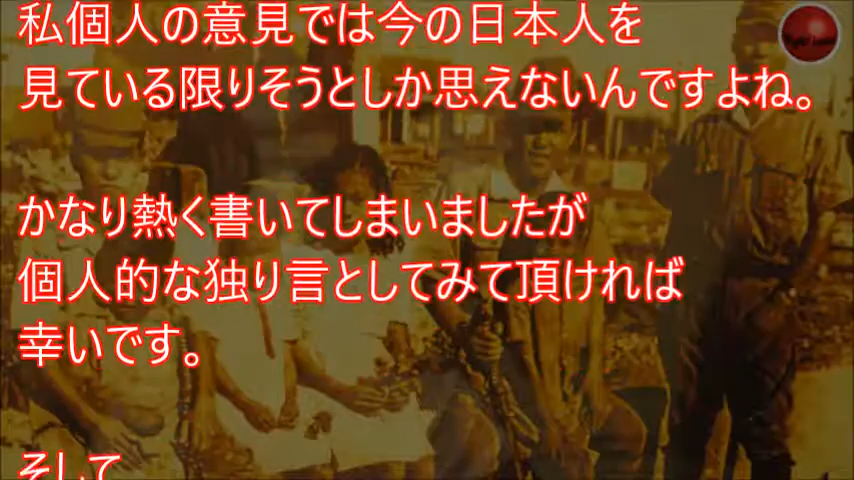 私個人の意見では今の日本人を
見ている限りそうとしか思えないんですよね。
かなり熱く書いてしまいましたが
個人的な独り言としてみて頂ければ
幸いです。
そして